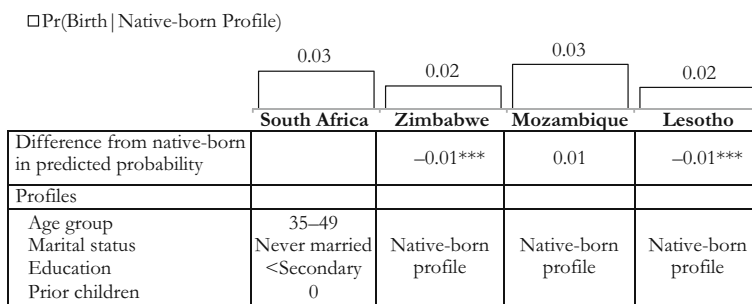 □Pr(Birth|Native-born Profile)
0.03 0.02 0.03 0.02
South Africa Zimbabwe Mozambique Lesotho
Difference from native-born
in predicted probability –0.01*** 0.01 –0.01***
Profiles
Age group 35–49
Marital status Never married Native-born Native-born Native-born
Education <Secondary profile profile profile
Prior children 0